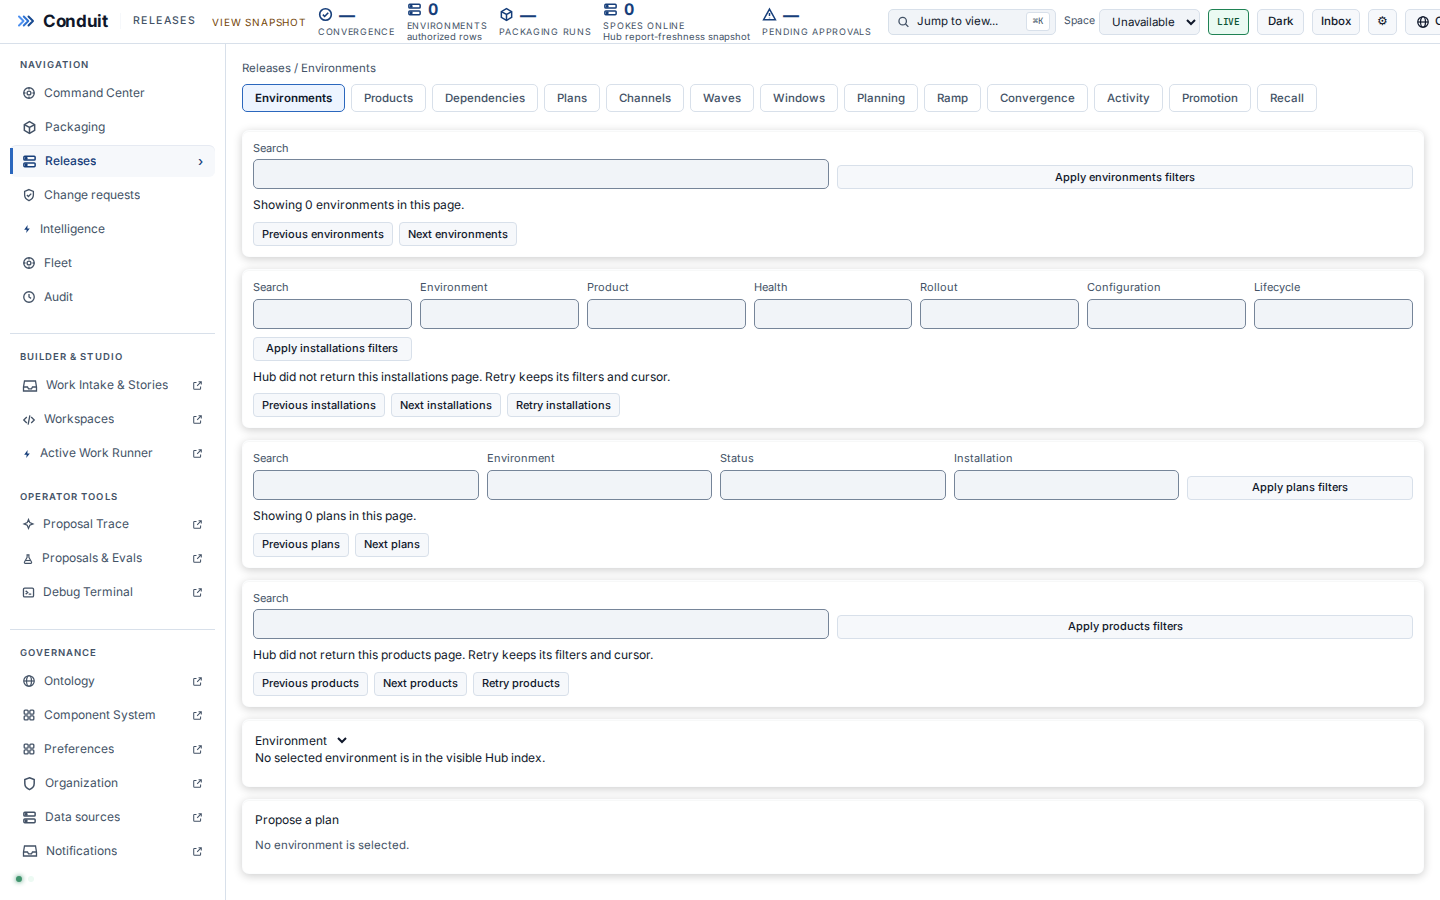 Conduit
RELEASES
VIEW SNAPSHOT
—
CONVERGENCE
0
ENVIRONMENTS
authorized rows
—
PACKAGING RUNS
0
SPOKES ONLINE
Hub report-freshness snapshot
—
PENDING APPROVALS
Jump to view...
⌘K
Space
Unavailable
LIVE
Dark
Inbox
NAVIGATION
Command Center
Packaging
Releases
Change requests
Intelligence
Fleet
Audit
BUILDER & STUDIO
Work Intake & Stories
Workspaces
Active Work Runner
OPERATOR TOOLS
Proposal Trace
Proposals & Evals
Debug Terminal
GOVERNANCE
Ontology
Component System
Preferences
Organization
Data sources
Notifications
Releases / Environments
Environments
Products
Dependencies
Plans
Channels
Waves
Windows
Planning
Ramp
Convergence
Activity
Promotion
Recall
Search
Apply environments filters
Showing 0 environments in this page.
Previous environments
Next environments
Search
Environment
Product
Health
Rollout
Configuration
Lifecycle
Apply installations filters
Hub did not return this installations page. Retry keeps its filters and cursor.
Previous installations
Next installations
Retry installations
Search
Environment
Status
Installation
Apply plans filters
Showing 0 plans in this page.
Previous plans
Next plans
Search
Apply products filters
Hub did not return this products page. Retry keeps its filters and cursor.
Previous products
Next products
Retry products
Environment
No selected environment is in the visible Hub index.
Propose a plan
No environment is selected.